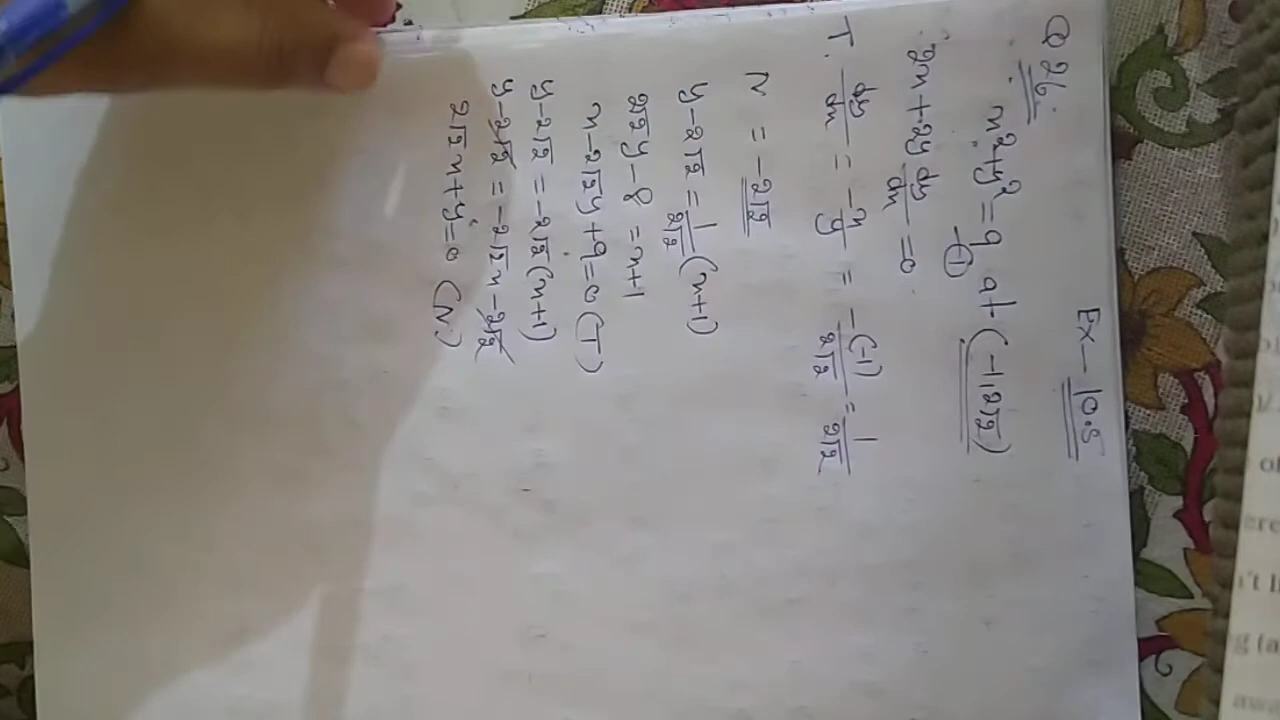 Ex-10.5
Q 26.
x²+y²=9 at (-1,2√2)
-①
2x+2y dy/dx =0
T. dy/dx = -x/y = -(-1)/2√2 = 1/2√2
N = -2√2
y-2√2 = 1/2√2 (x+1)
2√2y-8=x+1
x-2√2y+9=0 (T)
y-2√2 = -2√2(x+1)
y-2√2 = -2√2x-2√2
2√2x+y=0 (N)